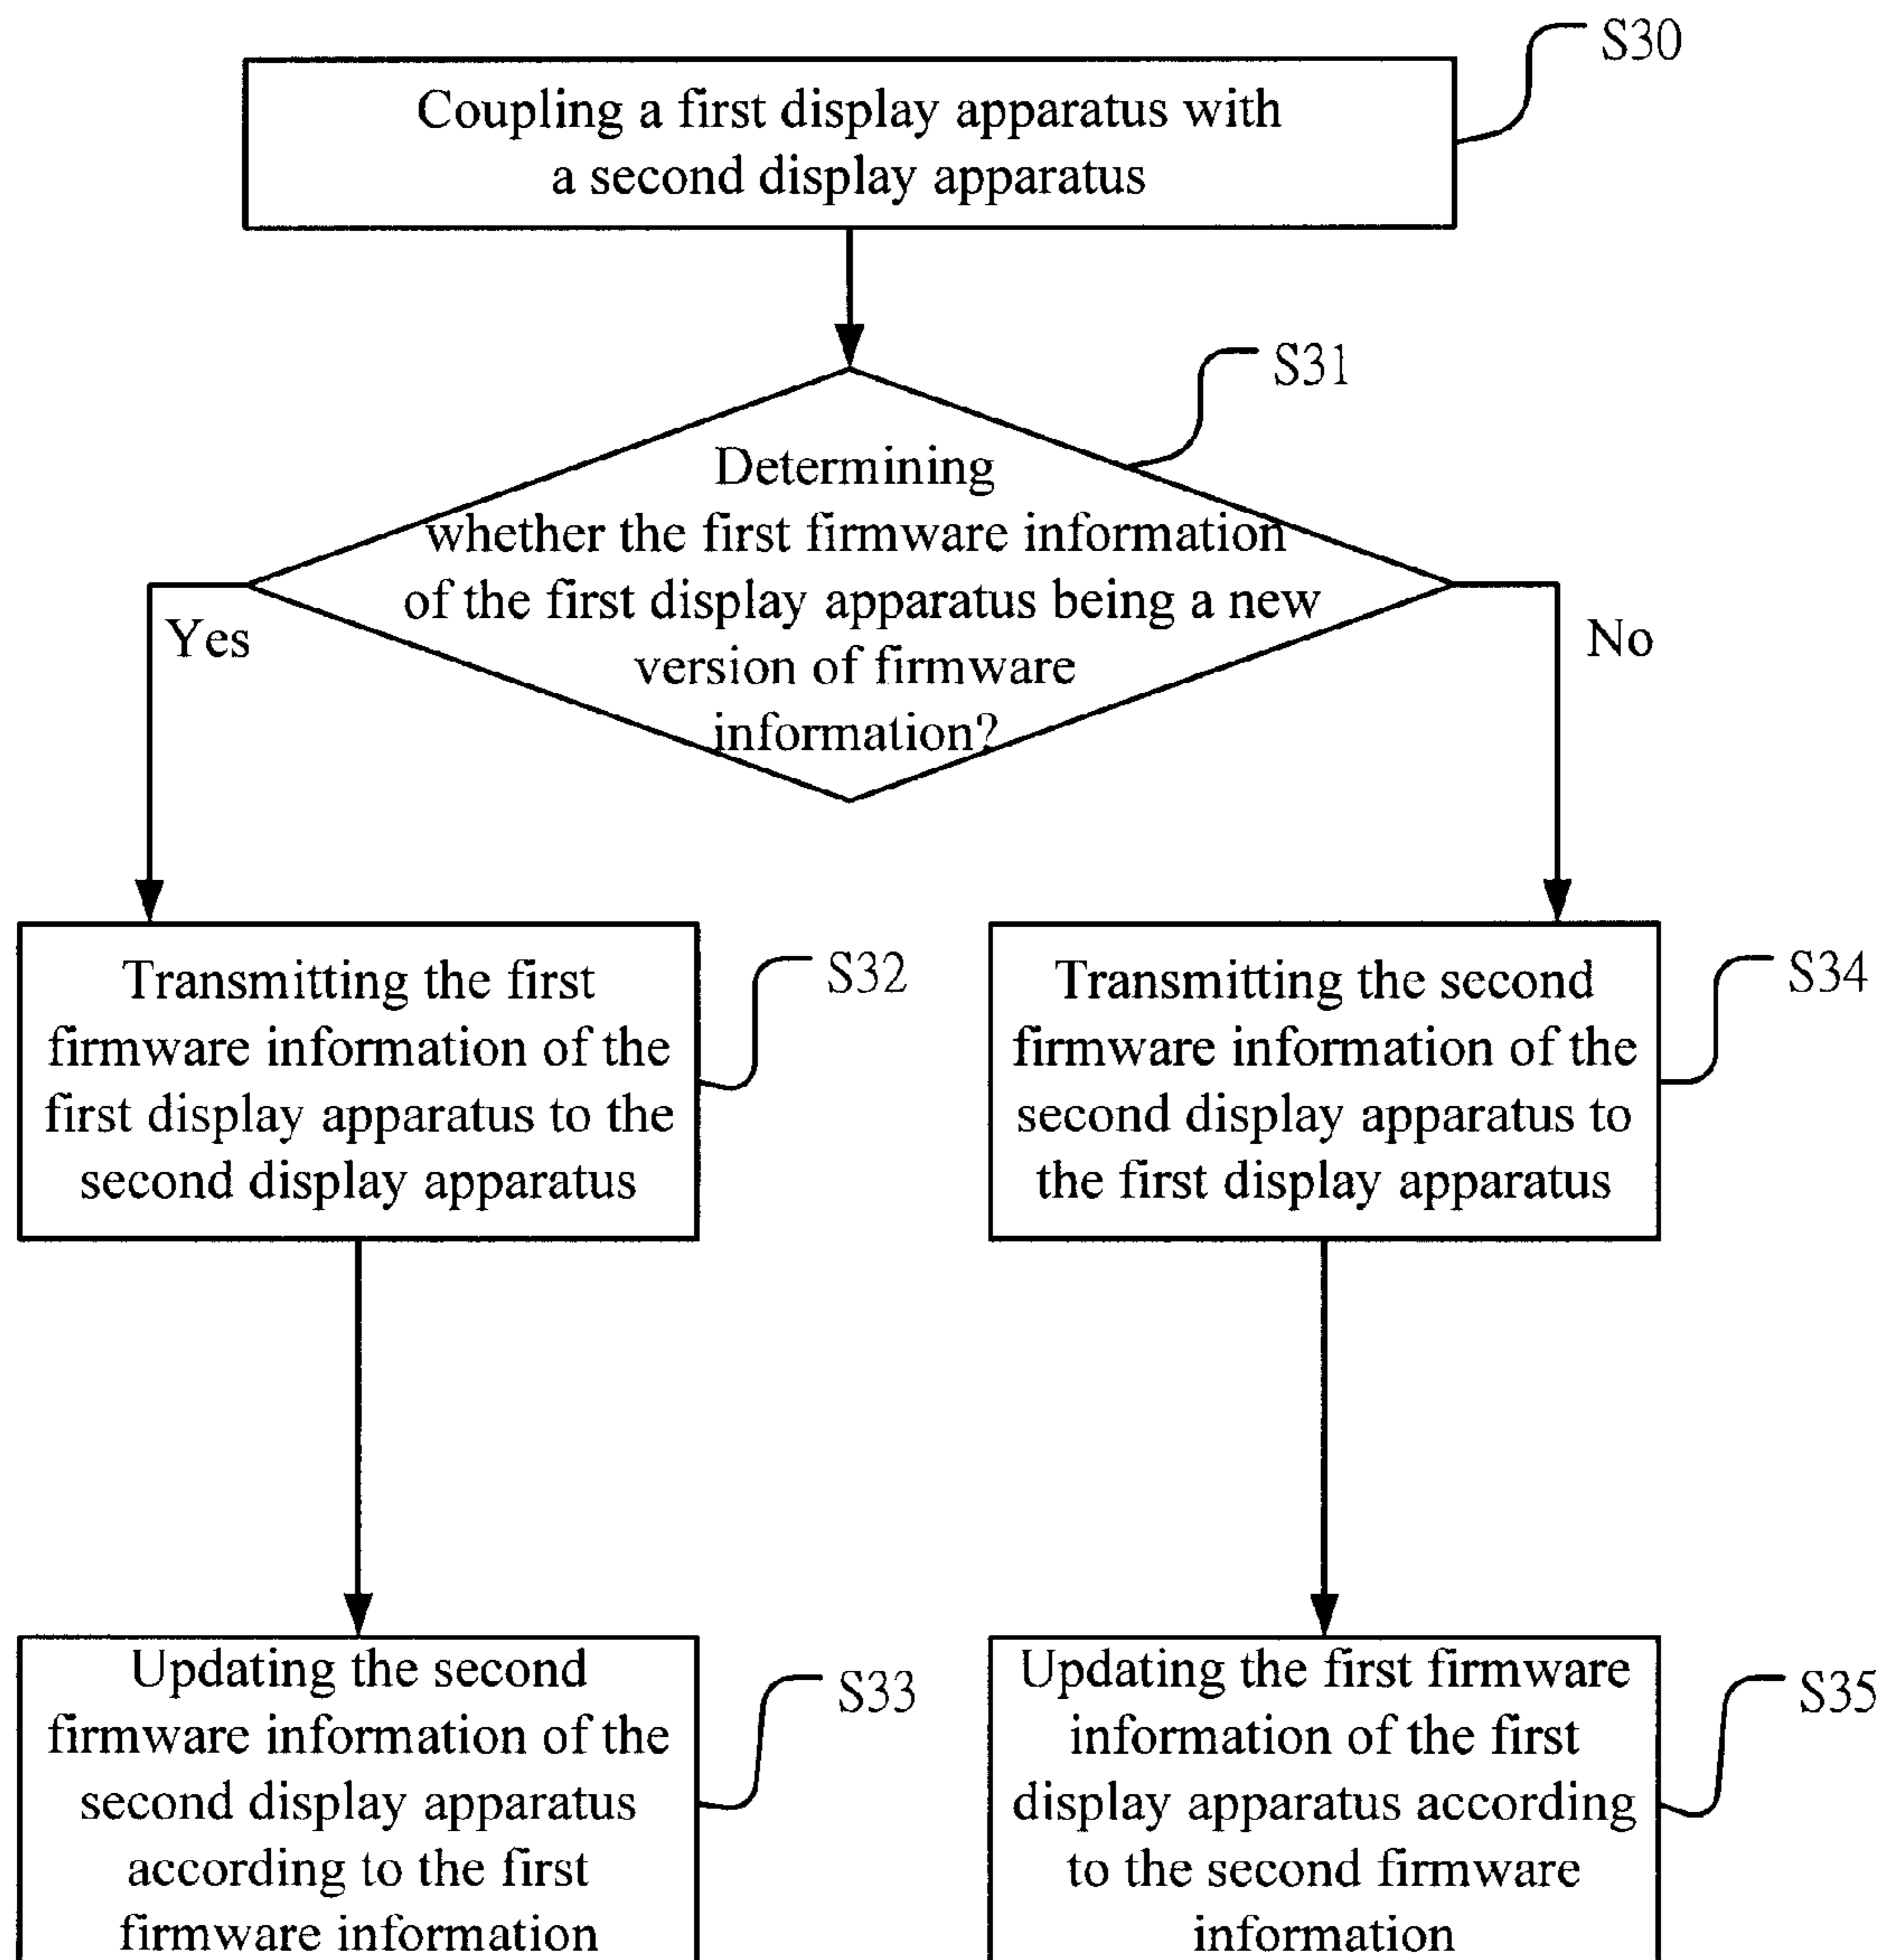 S30
Coupling a first display apparatus with
a second display apparatus
S31
Determining
whether the first firmware information
of the first display apparatus being a new
version of firmware
information?
Yes
No
Transmitting the first
firmware information of the
first display apparatus to the
second display apparatus
S32
Transmitting the second
firmware information of the
second display apparatus to
the first display apparatus
S34
Updating the second
firmware information of the
second display apparatus
according to the first
firmware information
S33
Updating the first firmware
information of the first
display apparatus according
to the second firmware
information
S35